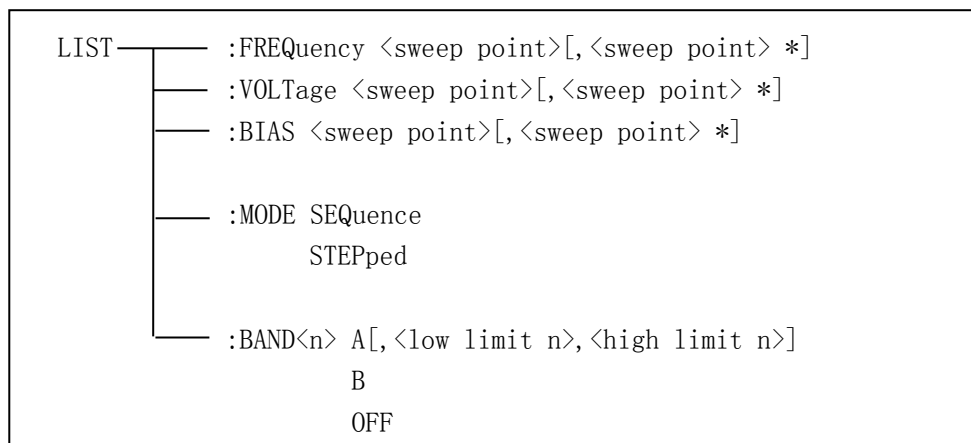 LIST :FREQuency <sweep point>[,<sweep point> *]
:VOLTage <sweep point>[,<sweep point> *]
:BIAS <sweep point>[,<sweep point> *]
:MODE SEQuence
STEPped
:BAND<n> A[,<low limit n>,<high limit n>]
B
OFF